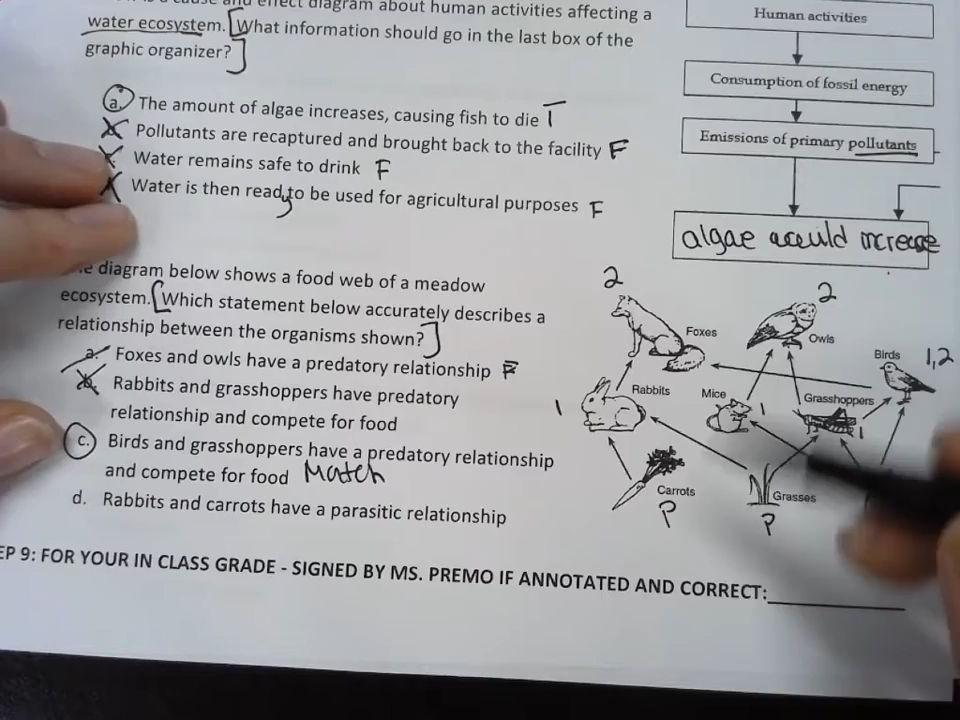 effect diagram about human activities affecting a
water ecosystem. [What information should go in the last box of the
graphic organizer?]
a. The amount of algae increases, causing fish to die T
Pollutants are recaptured and brought back to the facility F
Water remains safe to drink F
Water is then ready to be used for agricultural purposes F
Human activities
Consumption of fossil energy
Emissions of primary pollutants
algae would increase
diagram below shows a food web of a meadow
ecosystem. [Which statement below accurately describes a
relationship between the organisms shown?]
a. Foxes and owls have a predatory relationship F
b. Rabbits and grasshoppers have predatory
relationship and compete for food
c. Birds and grasshoppers have a predatory relationship
and compete for food Match
d. Rabbits and carrots have a parasitic relationship
2
Foxes
2
Owls
Birds 1,2
1 Rabbits
Mice 1
Grasshoppers
1
Carrots
P
Grasses
P
EP 9: FOR YOUR IN CLASS GRADE - SIGNED BY MS. PREMO IF ANNOTATED AND CORRECT: